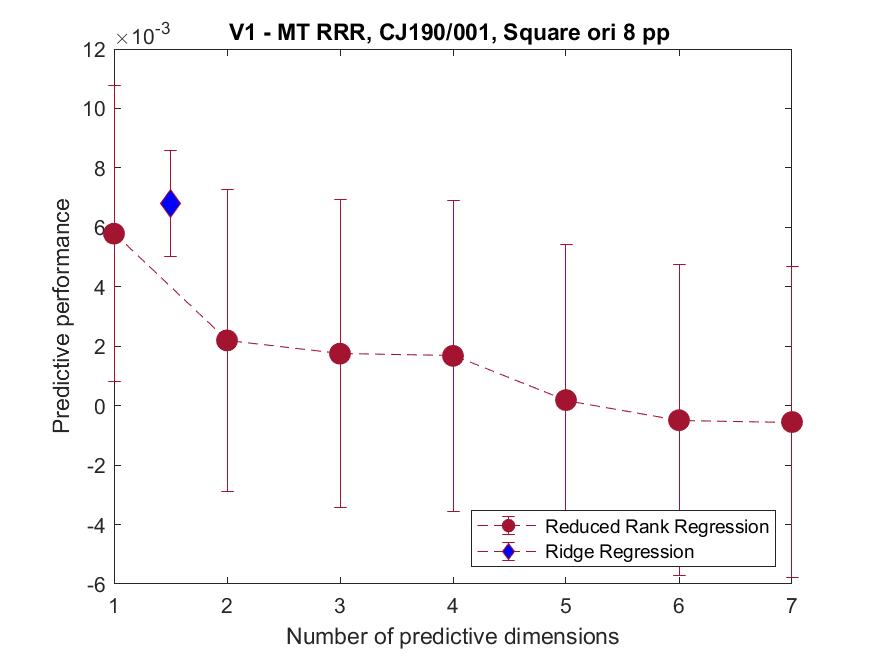 ×10-3
V1 - MT RRR, CJ190/001, Square ori 8 pp
12
10
8
6
4
2
0
-2
-4
-6
Predictive performance
Reduced Rank Regression
Ridge Regression
1 2 3 4 5 6 7
Number of predictive dimensions